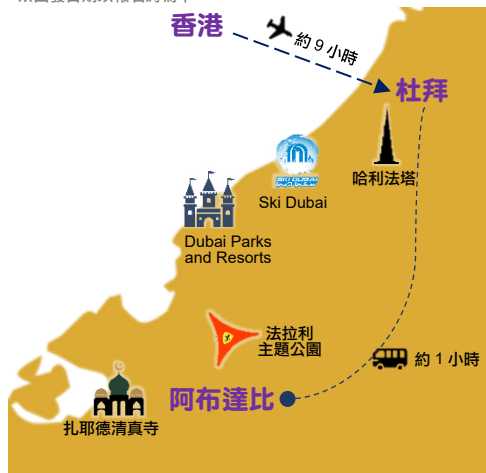 香港
約 9 小時
杜拜
哈利法塔
SKI DUBAI
Ski Dubai
Dubai Parks
and Resorts
法拉利
主題公園
約 1 小時
阿布達比
扎耶德清真寺